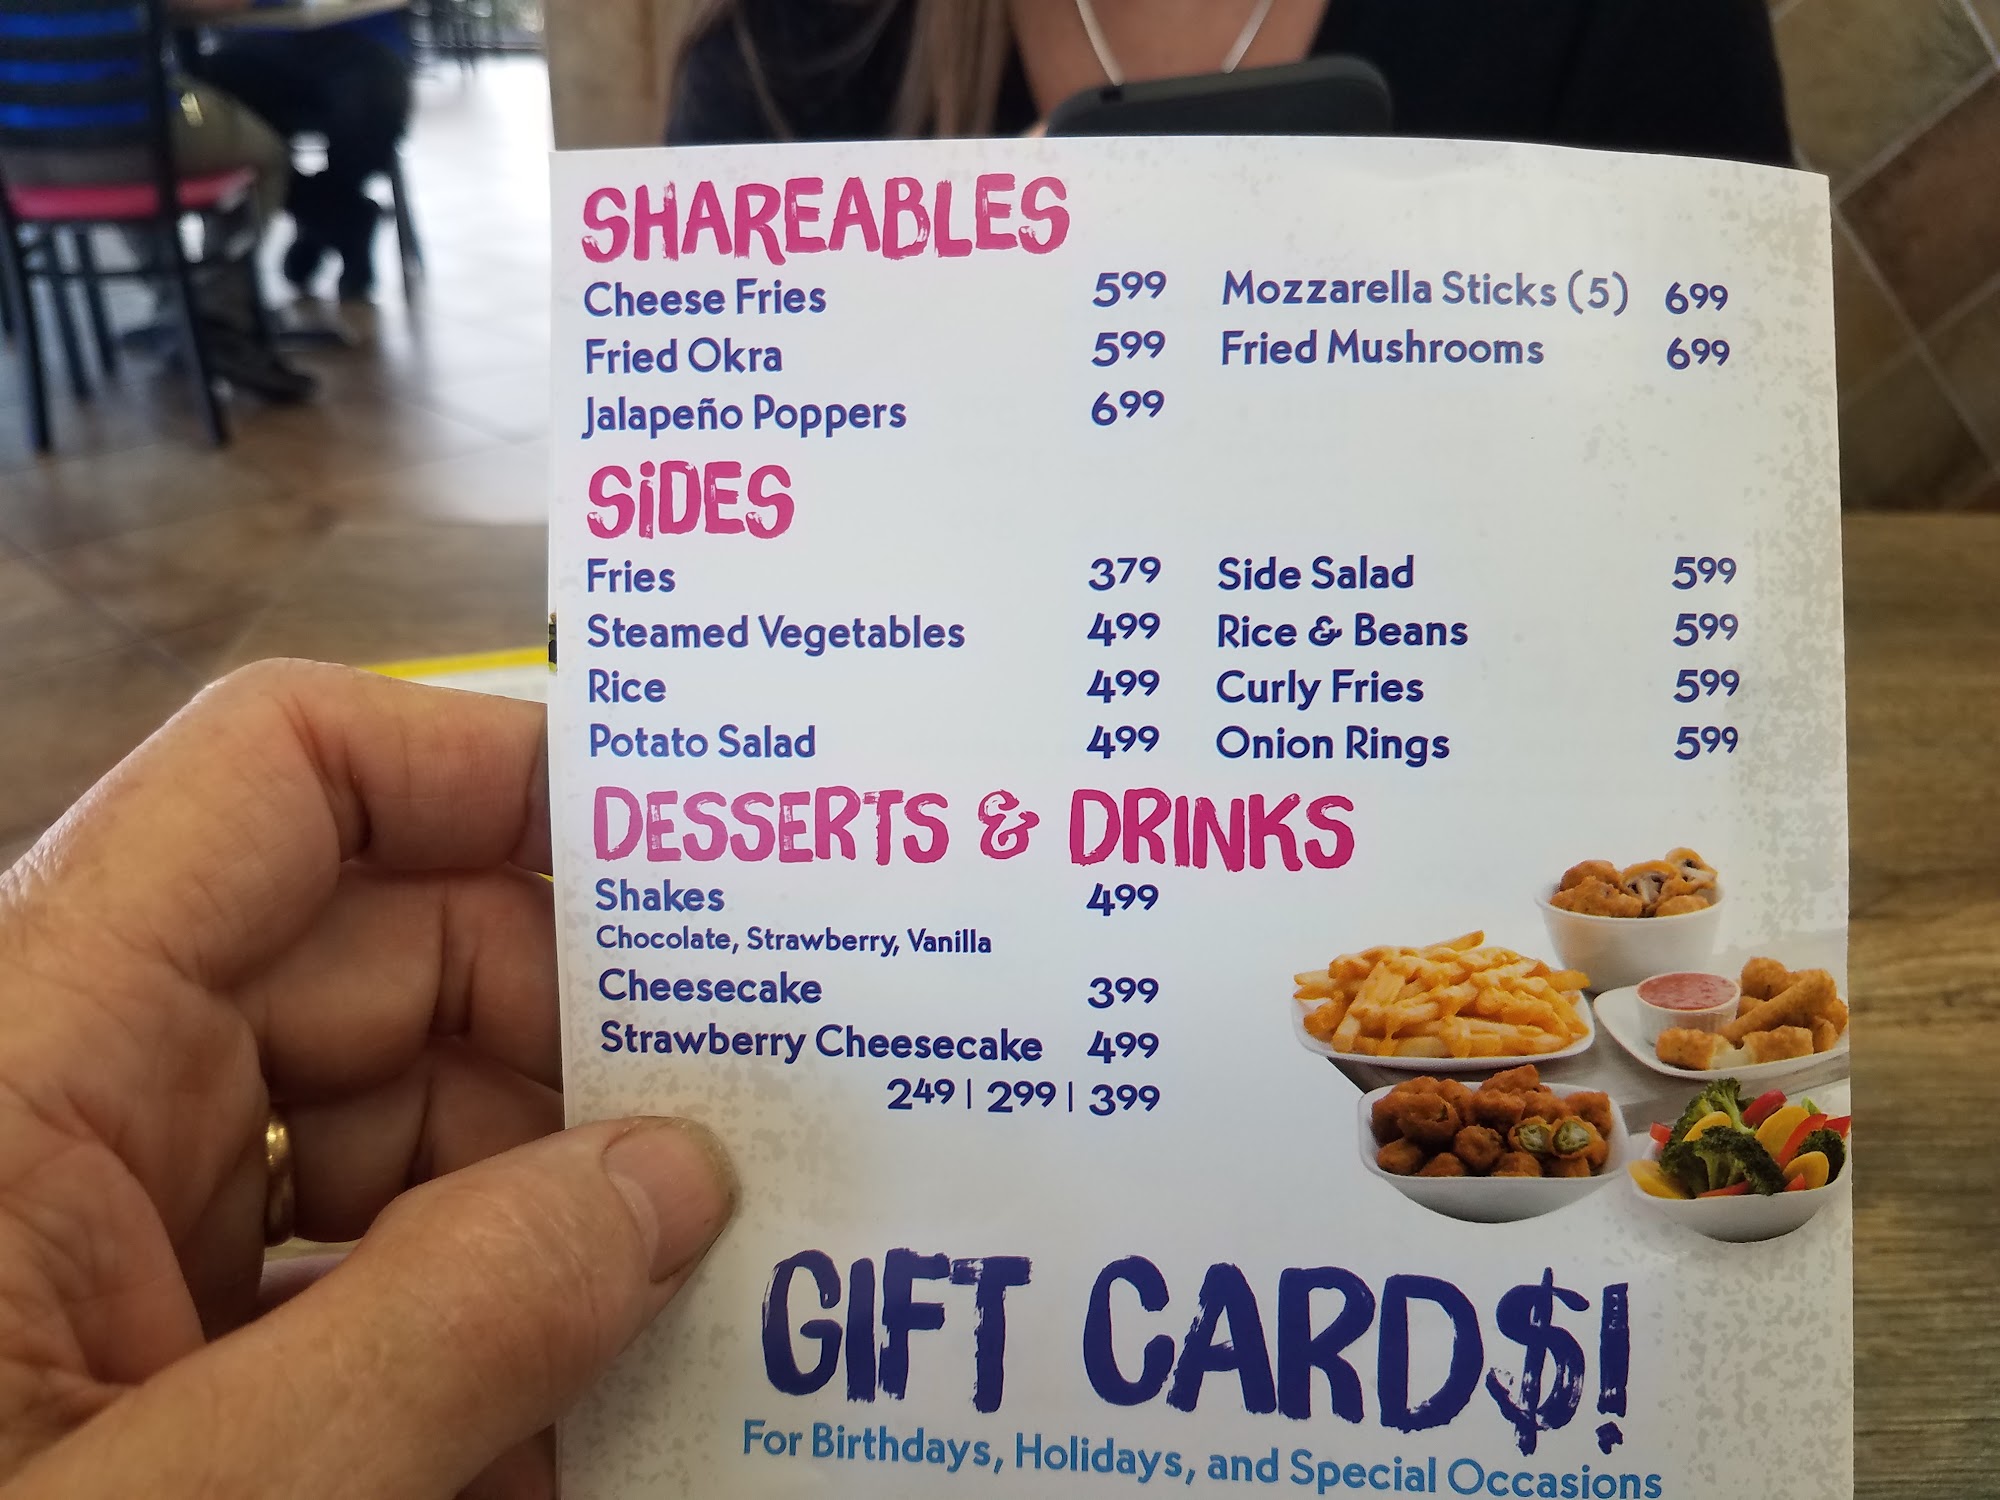 SHAREABLES
Cheese Fries 599 Mozzarella Sticks (5) 699
Fried Okra 599 Fried Mushrooms 699
Jalapeño Poppers 699
SiDES
Fries 379 Side Salad 599
Steamed Vegetables 499 Rice & Beans 599
Rice 499 Curly Fries 599
Potato Salad 499 Onion Rings 599
DESSERTS & DRINKS
Shakes 499
Chocolate, Strawberry, Vanilla
Cheesecake 399
Strawberry Cheesecake 499
249 | 299 | 399
GIFT CARD$!
For Birthdays, Holidays, and Special Occasions